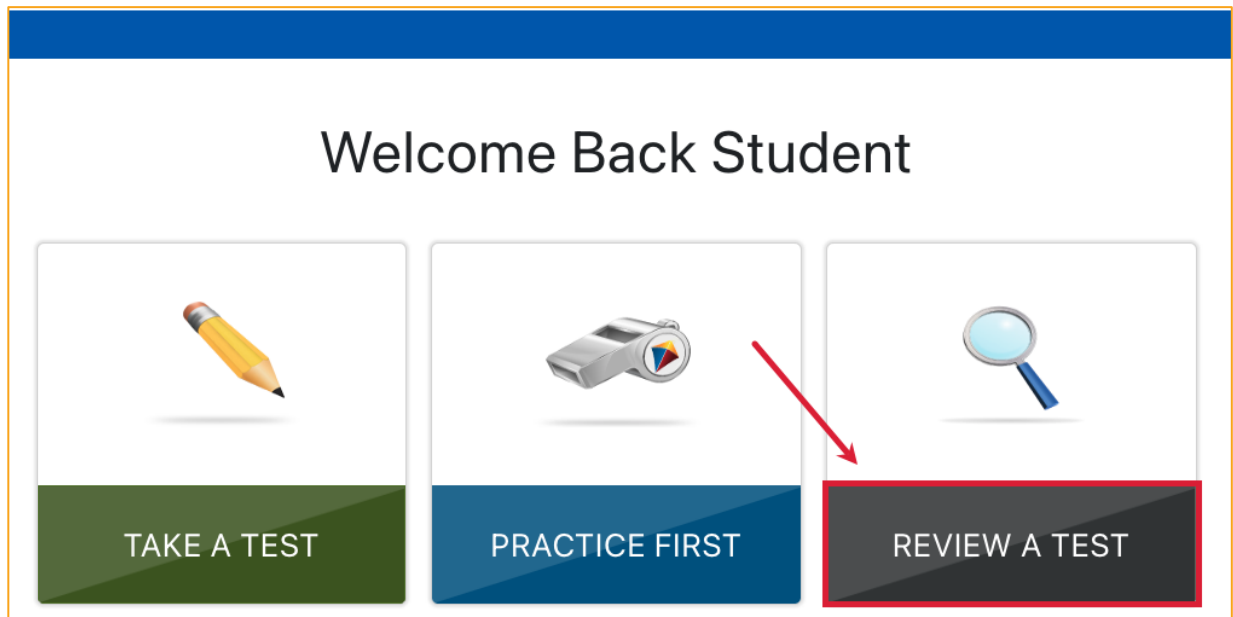 Welcome Back Student
TAKE A TEST
PRACTICE FIRST
REVIEW A TEST